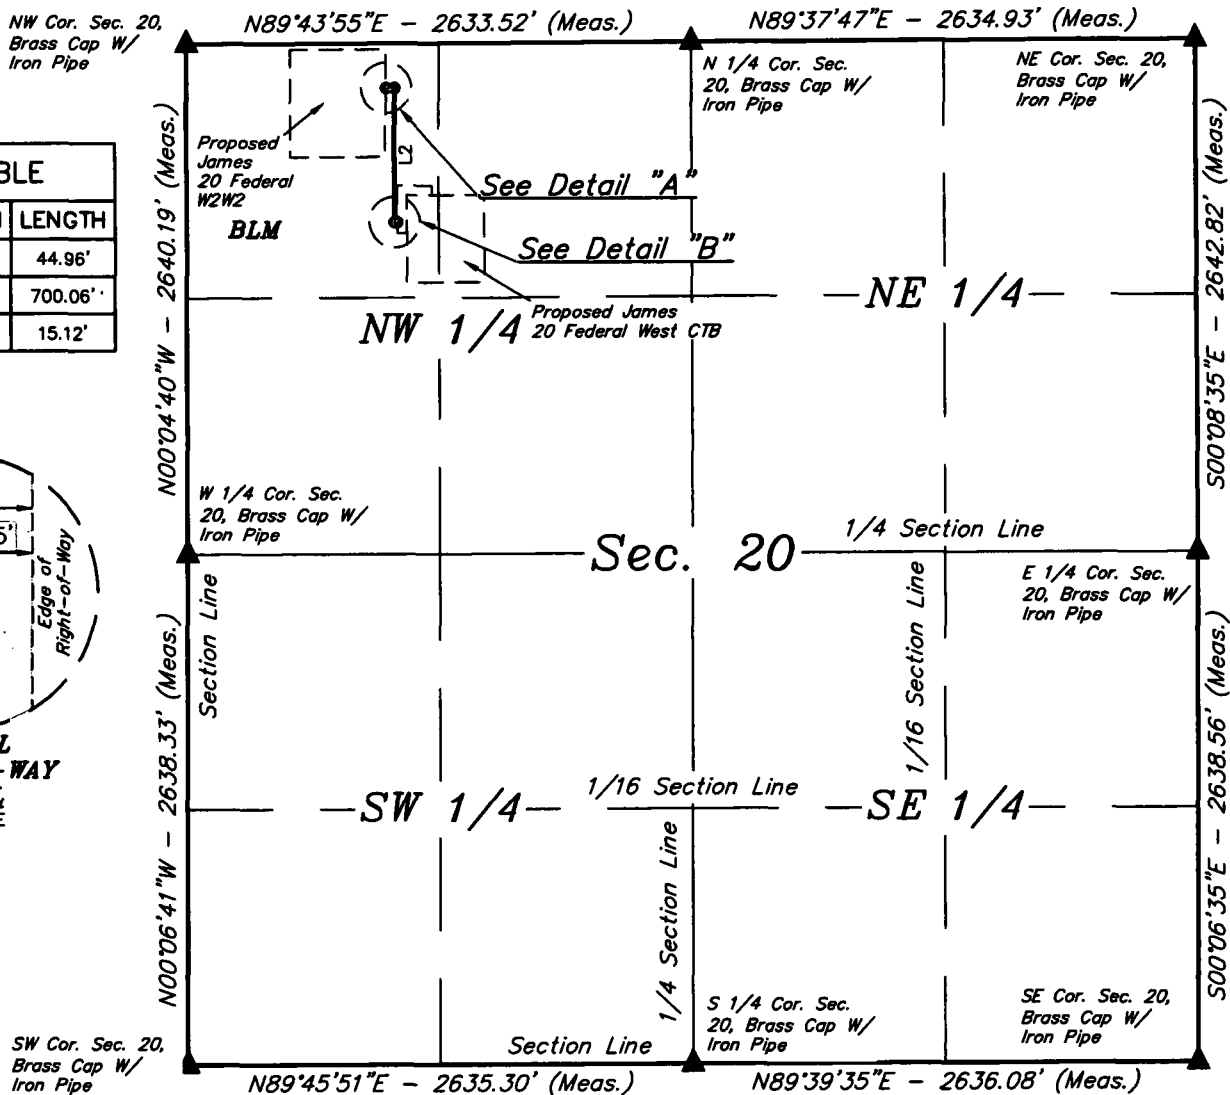 NW Cor. Sec. 20,
Brass Cap W/
Iron Pipe
N89°43'55"E - 2633.52' (Meas.)
N89°37'47"E - 2634.93' (Meas.)
N 1/4 Cor. Sec.
20, Brass Cap W/
Iron Pipe
NE Cor. Sec. 20,
Brass Cap W/
Iron Pipe
LENGTH
44.96'
700.06'
15.12'
N00°04'40"W - 2640.19' (Meas.)
Proposed
James
20 Federal
W2W2
BLM
L2
See Detail "A"
See Detail "B"
Proposed James
20 Federal West CTB
NW 1/4
NE 1/4
S00°08'35"E - 2642.82' (Meas.)
W 1/4 Cor. Sec.
20, Brass Cap W/
Iron Pipe
Sec. 20
1/4 Section Line
E 1/4 Cor. Sec.
20, Brass Cap W/
Iron Pipe
Edge of
Right-of-Way
-WAY
Section Line
1/16 Section Line
N00°06'41"W - 2638.33' (Meas.)
S00°06'35"E - 2638.56' (Meas.)
1/16 Section Line
SW 1/4
SE 1/4
1/4 Section Line
S 1/4 Cor. Sec.
20, Brass Cap W/
Iron Pipe
SE Cor. Sec. 20,
Brass Cap W/
Iron Pipe
SW Cor. Sec. 20,
Brass Cap W/
Iron Pipe
Section Line
N89°45'51"E - 2635.30' (Meas.)
N89°39'35"E - 2636.08' (Meas.)